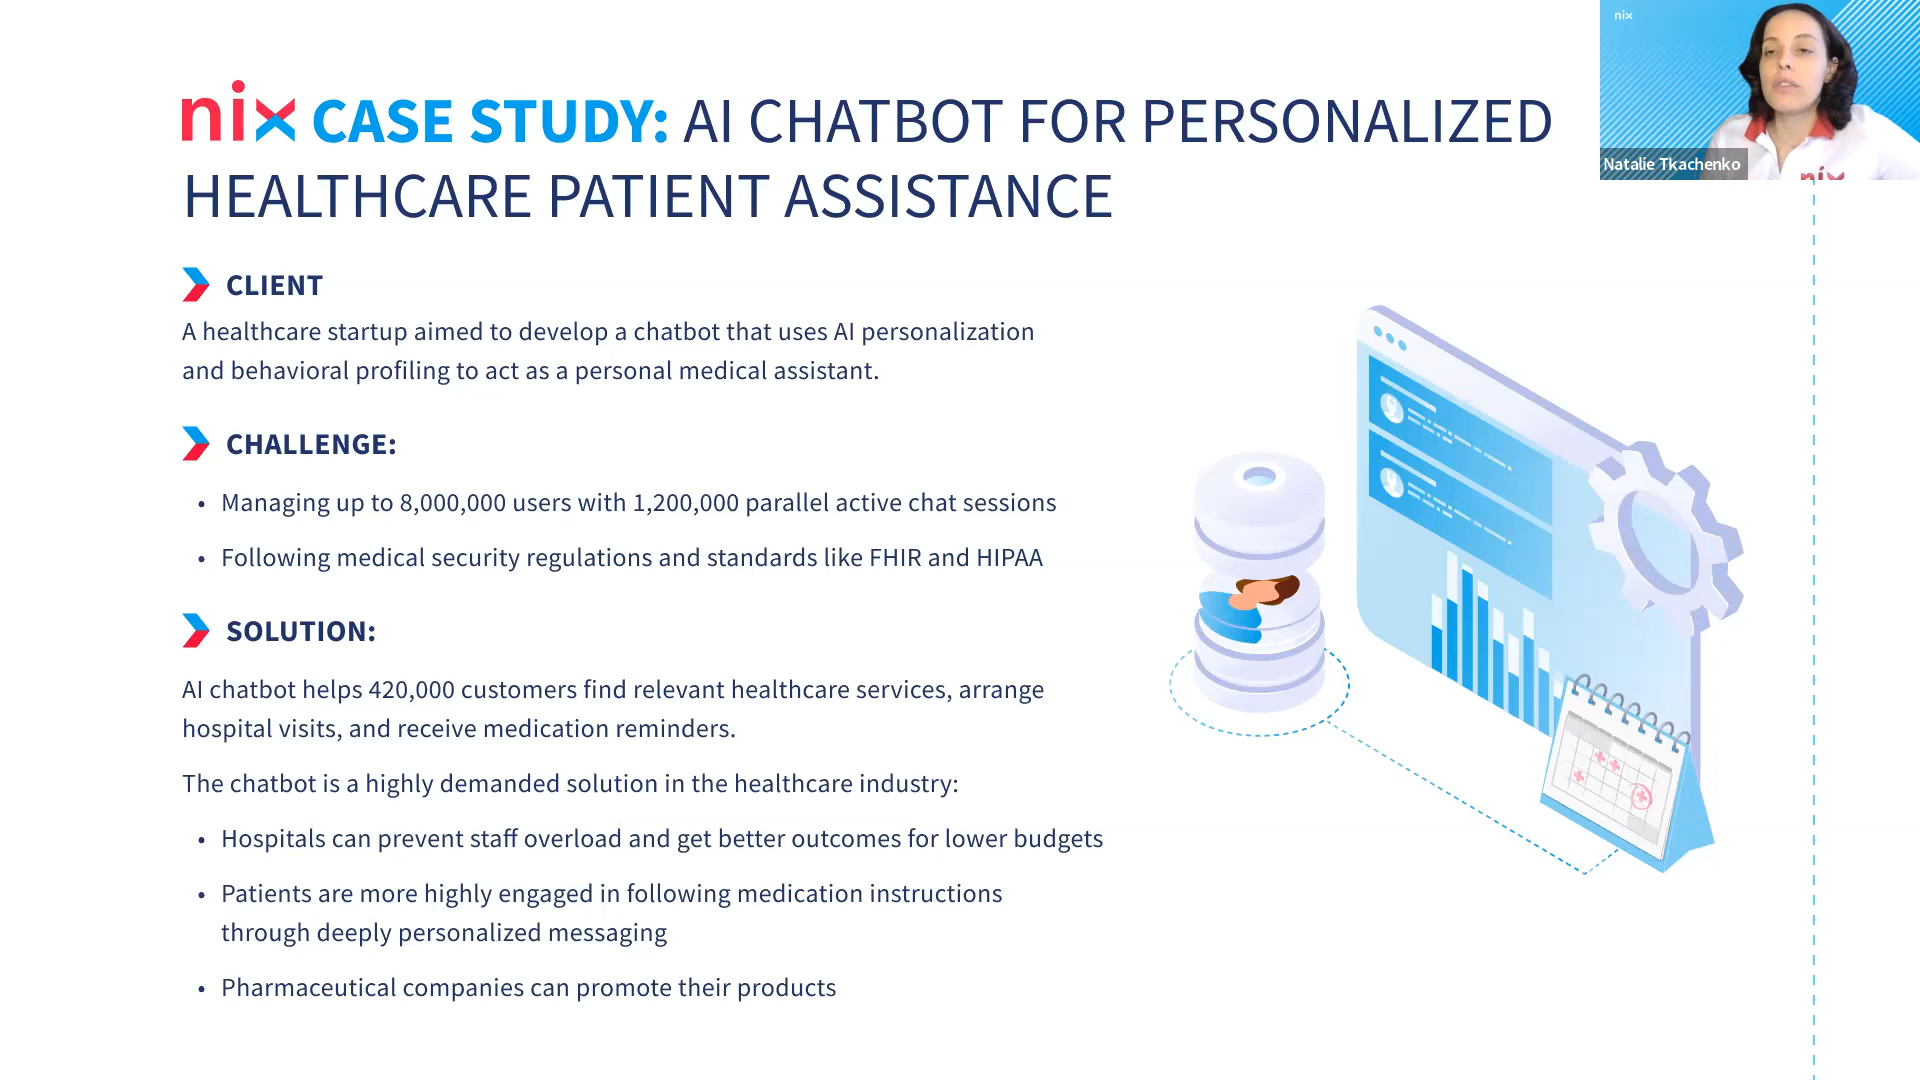 nix
nix CASE STUDY: AI CHATBOT FOR PERSONALIZED
HEALTHCARE PATIENT ASSISTANCE
Natalie Tkachenko
nix
CLIENT
A healthcare startup aimed to develop a chatbot that uses AI personalization
and behavioral profiling to act as a personal medical assistant.
CHALLENGE:
• Managing up to 8,000,000 users with 1,200,000 parallel active chat sessions
• Following medical security regulations and standards like FHIR and HIPAA
SOLUTION:
AI chatbot helps 420,000 customers find relevant healthcare services, arrange
hospital visits, and receive medication reminders.
The chatbot is a highly demanded solution in the healthcare industry:
• Hospitals can prevent staff overload and get better outcomes for lower budgets
• Patients are more highly engaged in following medication instructions
through deeply personalized messaging
• Pharmaceutical companies can promote their products